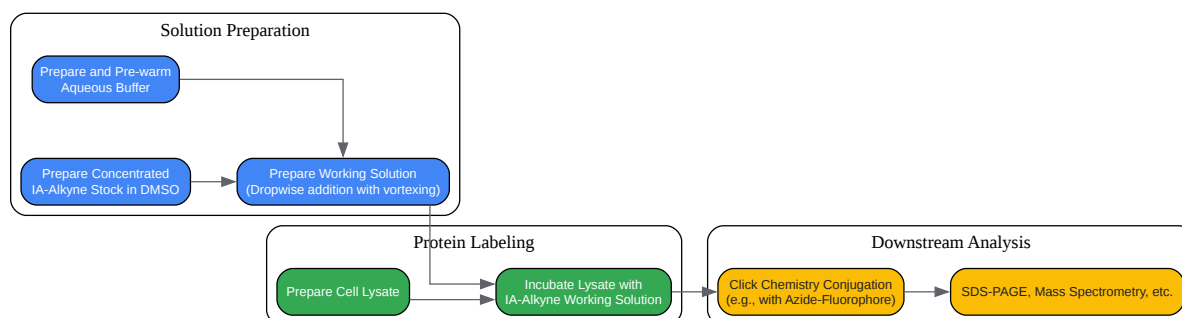 Solution Preparation
Prepare and Pre-warm
Aqueous Buffer
Prepare Concentrated
IA-Alkyne Stock in DMSO
Prepare Working Solution
(Dropwise addition with vortexing)
Protein Labeling
Prepare Cell Lysate
Incubate Lysate with
IA-Alkyne Working Solution
Downstream Analysis
Click Chemistry Conjugation
(e.g., with Azide-Fluorophore)
SDS-PAGE, Mass Spectrometry, etc.